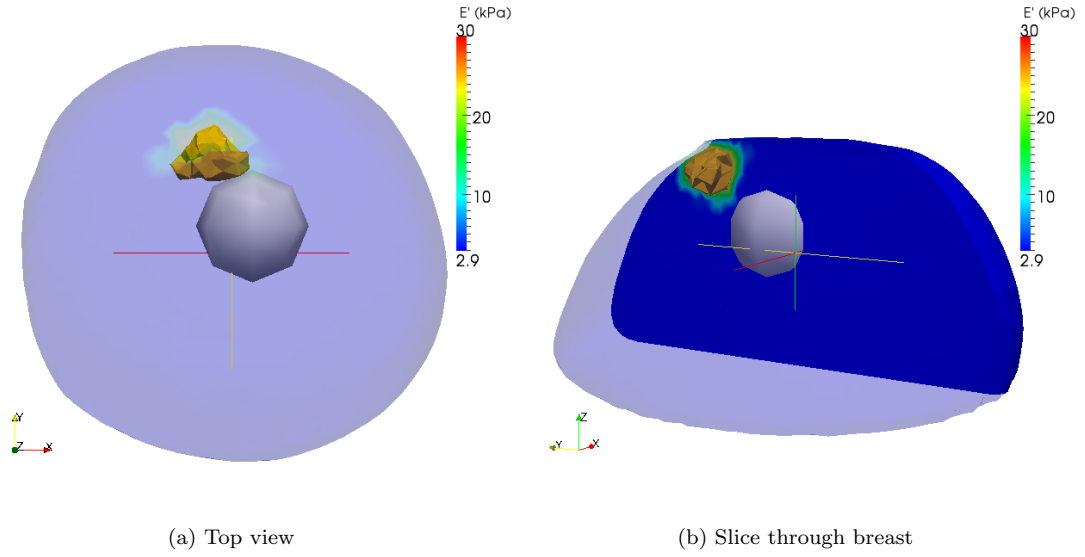 E' (kPa)
30
20
10
2.9
Y
Z
X
E' (kPa)
30
20
10
2.9
Z
Y
X
(a) Top view
(b) Slice through breast